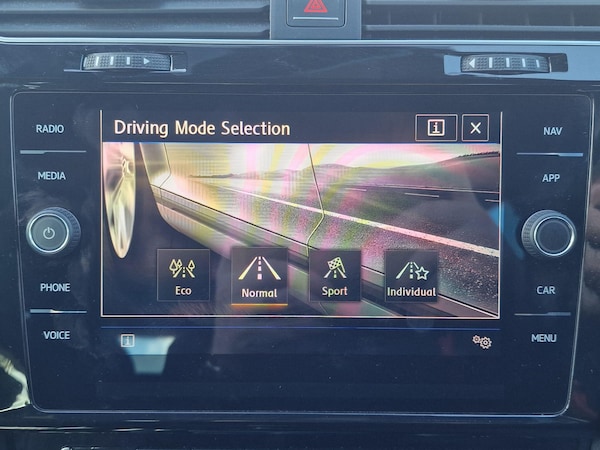 RADIO
MEDIA
PHONE
VOICE
Driving Mode Selection
i
X
Eco
Normal
Sport
Individual
i
NAV
APP
CAR
MENU